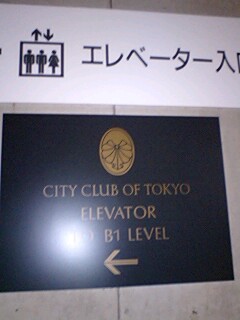 エレベーター入
CITY CLUB OF TOKYO
ELEVATOR
B1 LEVEL